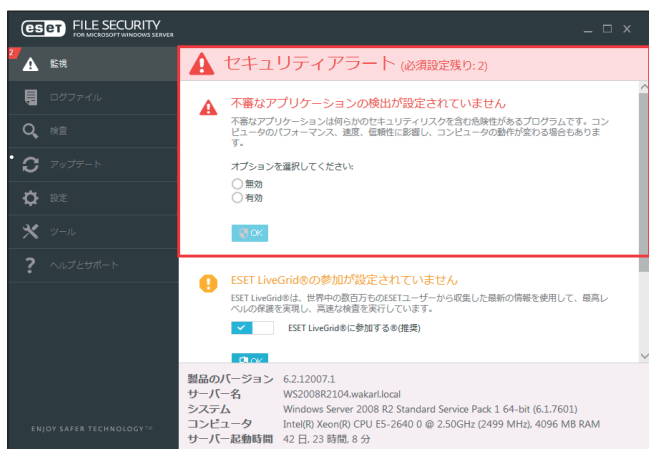 eset FILE SECURITY
FOR MICROSOFT WINDOWS SERVER
2
監視
ログファイル
検査
アップデート
設定
ツール
ヘルプとサポート
ENJOY SAFER TECHNOLOGY™
セキュリティアラート (必須設定残り: 2)
不審なアプリケーションの検出が設定されていません
不審なアプリケーションは何らかのセキュリティリスクを含む危険性があるプログラムです。コン
ピュータのパフォーマンス、速度、信頼性に影響し、コンピュータの動作が変わる場合もありま
す。
オプションを選択してください:
無効
有効
OK
ESET LiveGrid®の参加が設定されていません
ESET LiveGrid®は、世界中の数百万ものESETユーザーから収集した最新の情報を使用して、最高レ
ベルの保護を実現し、高速な検査を実行しています。
ESET LiveGrid®に参加する®(推奨)
OK
製品のバージョン 6.2.12007.1
サーバー名 WS2008R2104.wakarl.local
システム Windows Server 2008 R2 Standard Service Pack 1 64-bit (6.1.7601)
コンピュータ Intel(R) Xeon(R) CPU E5-2640 0 @ 2.50GHz (2499 MHz), 4096 MB RAM
サーバー起動時間 42 日, 23 時間, 8 分